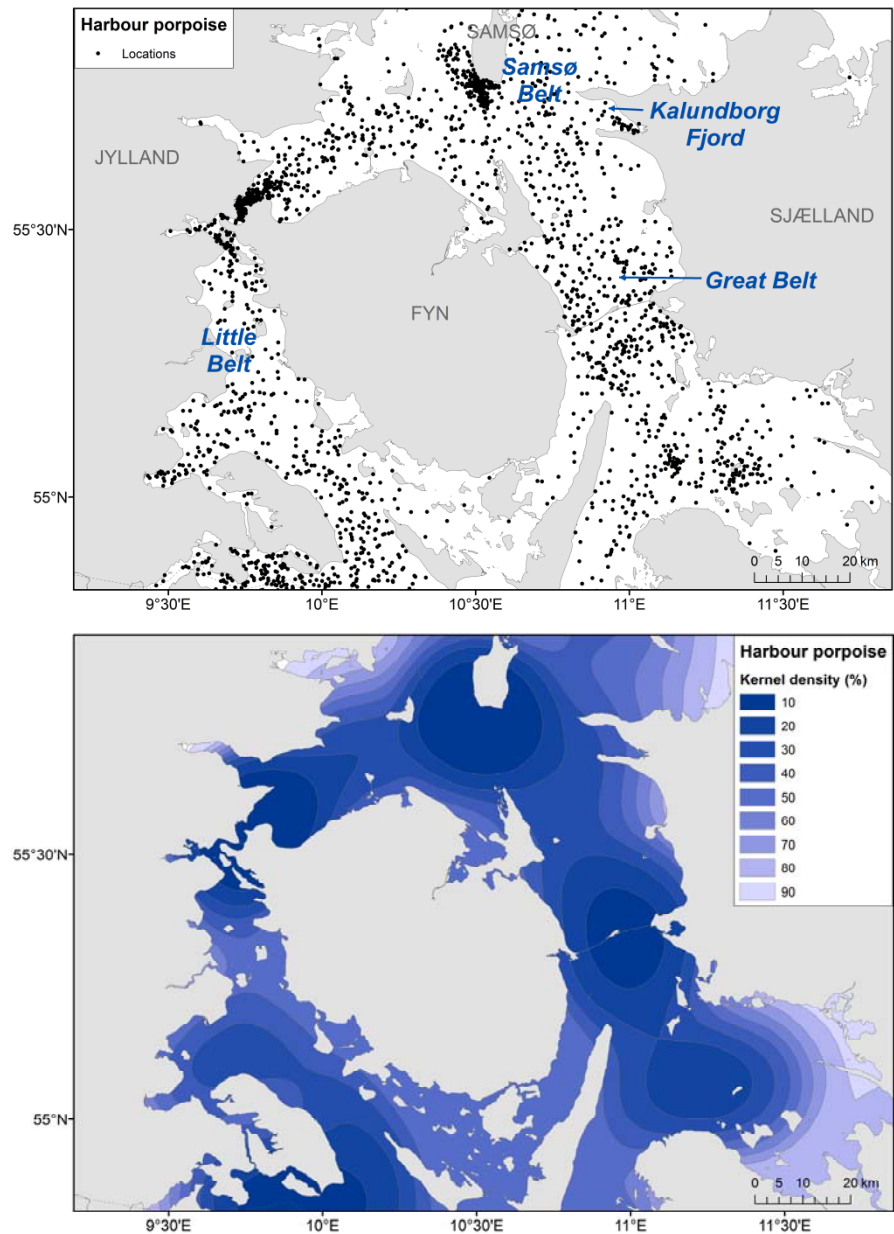 Harbour porpoise
Locations
SAMSØ
Samsø
Belt
Kalundborg
Fjord
JYLLAND
SJÆLLAND
55°30'N
Great Belt
FYN
Little
Belt
55°N
0 5 10 20 km
9°30'E 10°E 10°30'E 11°E 11°30'E
Harbour porpoise
Kernel density (%)
10
20
30
40
50
60
70
80
90
55°30'N
55°N
0 5 10 20 km
9°30'E 10°E 10°30'E 11°E 11°30'E